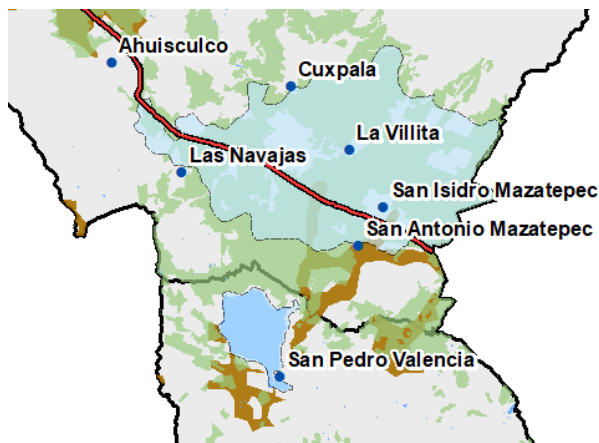 Ahuisculco
Cuxpala
La Villita
Las Navajas
San Isidro Mazatepec
San Antonio Mazatepec
San Pedro Valencia